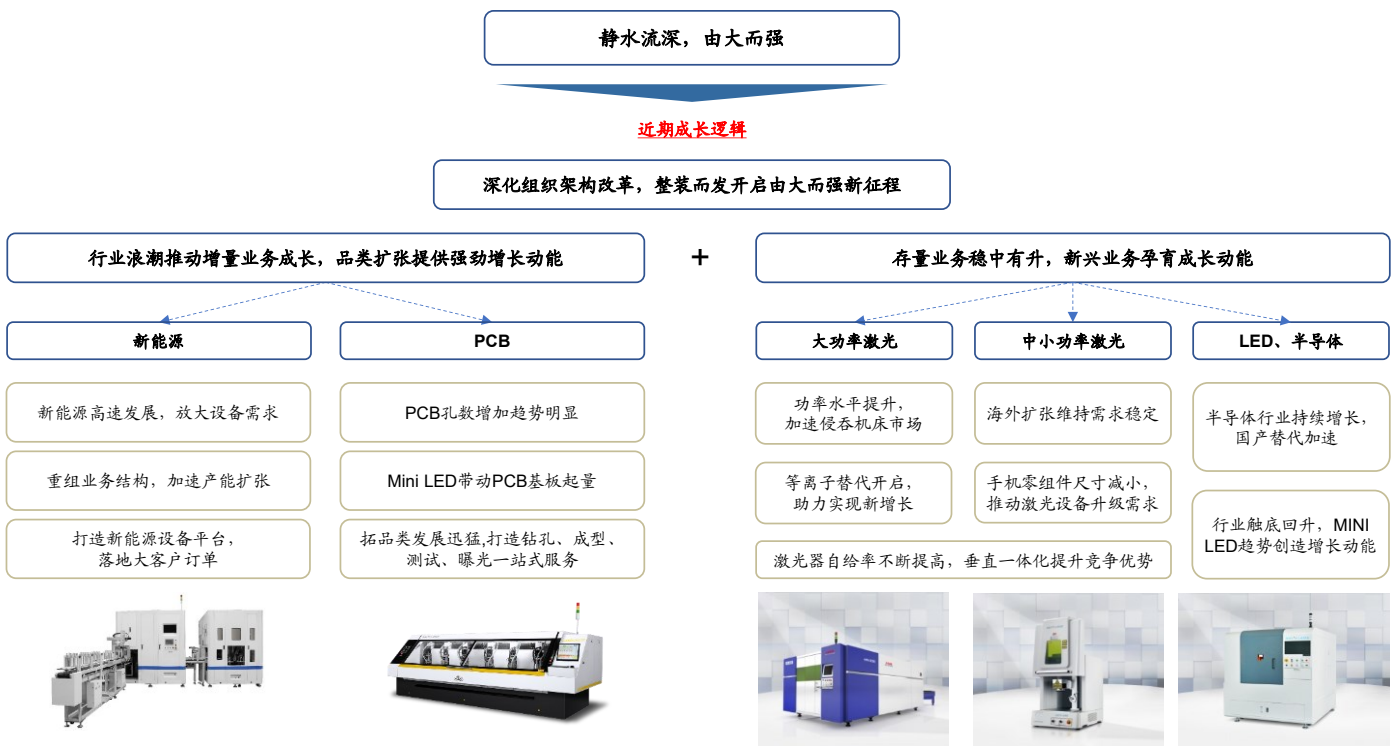 静水流深，由大而强
近期成长逻辑
深化组织架构改革，整装而发开启由大而强新征程
行业浪潮推动增量业务成长，品类扩张提供强劲增长动能
+
存量业务稳中有升，新兴业务孕育成长动能
新能源
PCB
大功率激光
中小功率激光
LED、半导体
新能源高速发展，放大设备需求
重组业务结构，加速产能扩张
打造新能源设备平台，
落地大客户订单
PCB孔数增加趋势明显
Mini LED带动PCB基板起量
拓品类发展迅猛,打造钻孔、成型、
测试、曝光一站式服务
功率水平提升，
加速侵吞机床市场
等离子替代开启，
助力实现新增长
海外扩张维持需求稳定
手机零组件尺寸减小，
推动激光设备升级需求
激光器自给率不断提高，垂直一体化提升竞争优势
半导体行业持续增长，
国产替代加速
行业触底回升，MINI
LED趋势创造增长动能